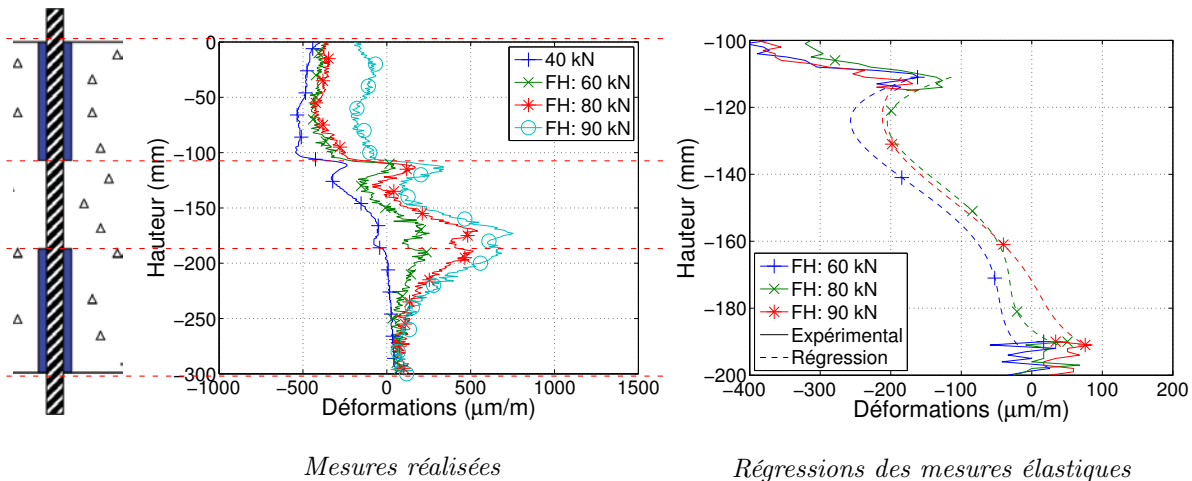 0
−50
−100
−150
−200
−250
−300
−1000
−500
0
500
1000
1500
Hauteur (mm)
Déformations (μm/m)
40 kN
FH: 60 kN
FH: 80 kN
FH: 90 kN
Mesures réalisées
−100
−120
−140
−160
−180
−200
−400
−300
−200
−100
0
100
200
Hauteur (mm)
Déformations (μm/m)
FH: 60 kN
FH: 80 kN
FH: 90 kN
Expérimental
Régression
Régressions des mesures élastiques